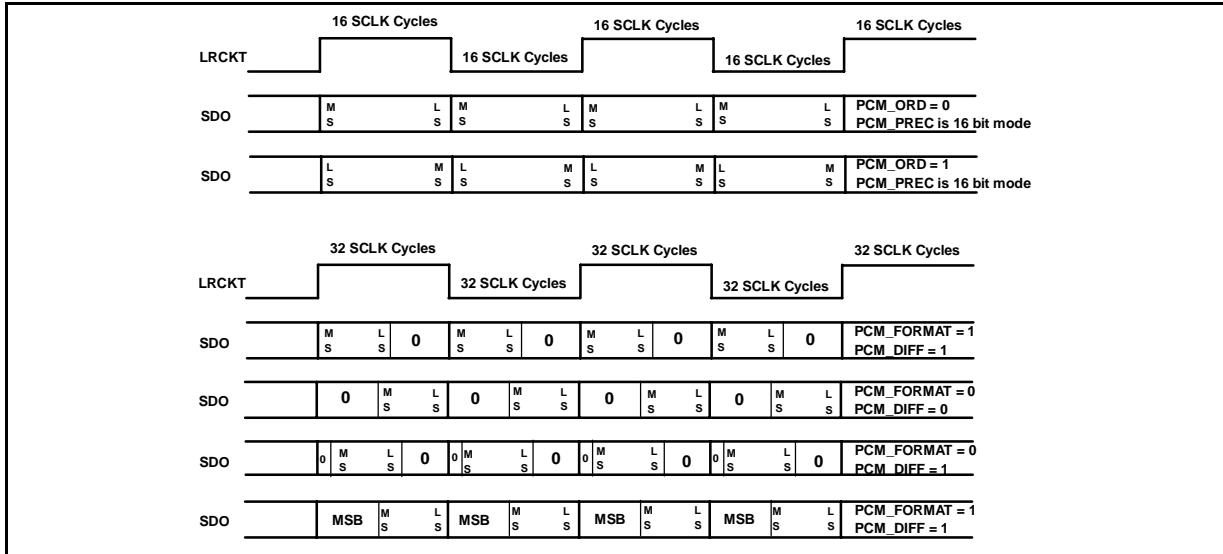 16 SCLK Cycles 16 SCLK Cycles 16 SCLK Cycles
LRCKT 16 SCLK Cycles 16 SCLK Cycles
SDO M S L S M S L S M S L S M S L S PCM_ORD = 0
PCM_PREC is 16 bit mode
SDO L S M S L S M S L S M S L S M S PCM_ORD = 1
PCM_PREC is 16 bit mode
32 SCLK Cycles 32 SCLK Cycles 32 SCLK Cycles
LRCKT 32 SCLK Cycles 32 SCLK Cycles
SDO M S L S 0 M S L S 0 M S L S 0 M S L S 0 PCM_FORMAT = 1
PCM_DIFF = 1
SDO 0 M S L S 0 M S L S 0 M S L S 0 M S L S PCM_FORMAT = 0
PCM_DIFF = 0
SDO 0 M S L S 0 0 M S L S 0 0 M S L S 0 0 M S L S 0 PCM_FORMAT = 0
PCM_DIFF = 1
SDO MSB M S L S MSB M S L S MSB M S L S MSB M S L S PCM_FORMAT = 1
PCM_DIFF = 1